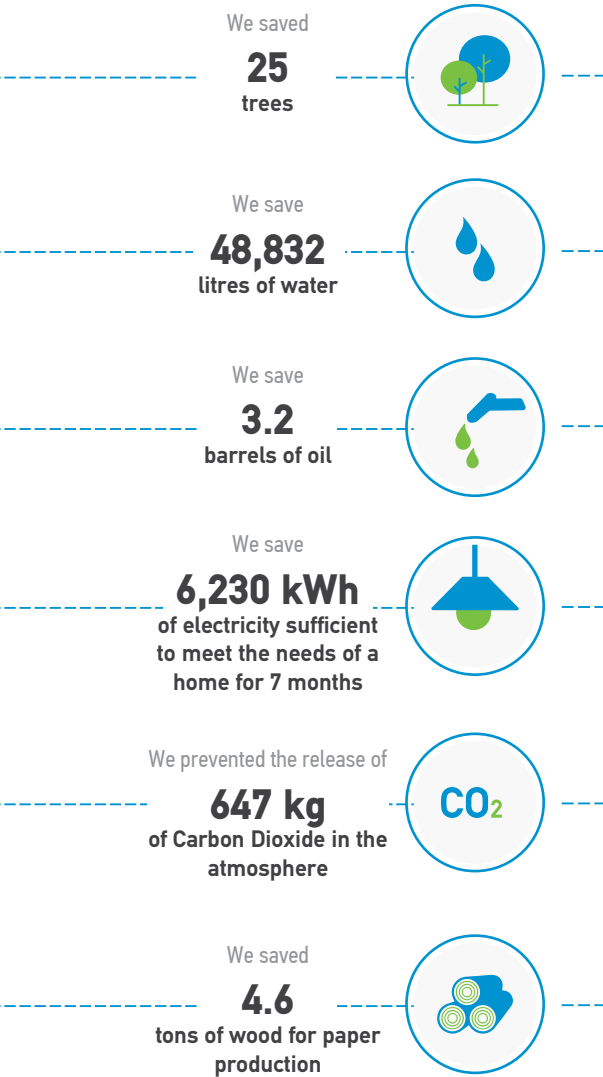 We saved
25
trees
We save
48,832
litres of water
We save
3.2
barrels of oil
We save
6,230 kWh
of electricity sufficient
to meet the needs of a
home for 7 months
We prevented the release of
647 kg
of Carbon Dioxide in the
atmosphere
CO2
We saved
4.6
tons of wood for paper
production